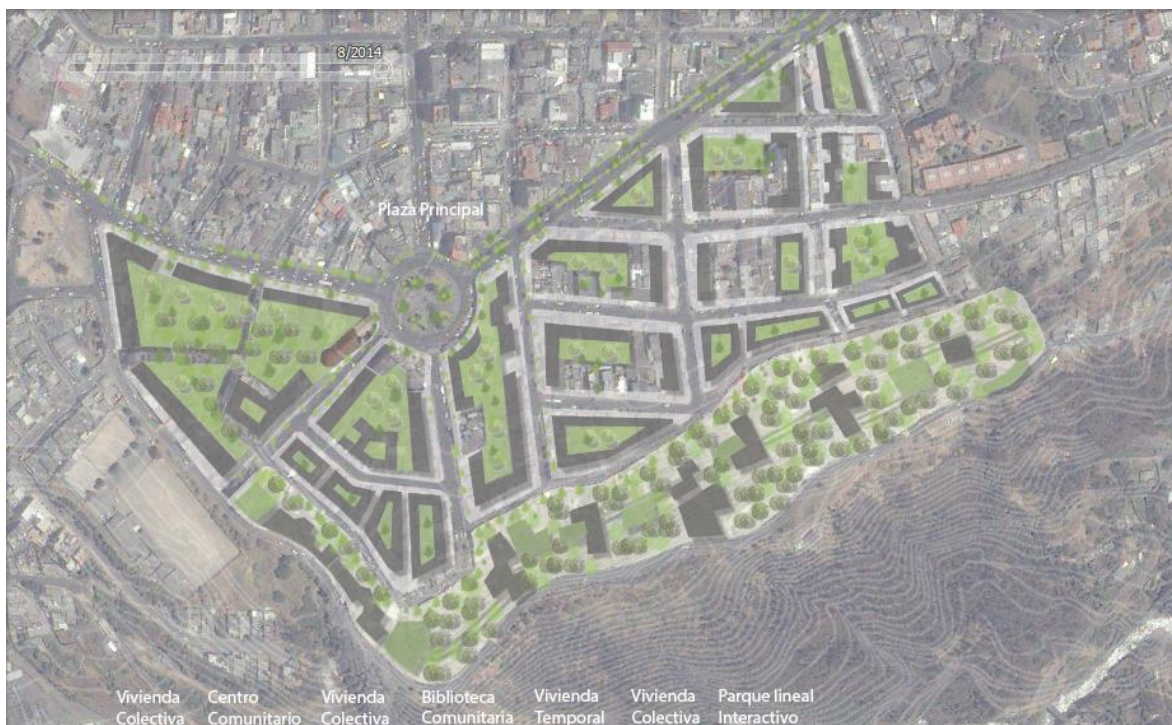 8/2014
Plaza Principal
Vivienda Colectiva
Centro Comunitario
Vivienda Colectiva
Biblioteca Comunitaria
Vivienda Temporal
Vivienda Colectiva
Parque lineal Interactivo